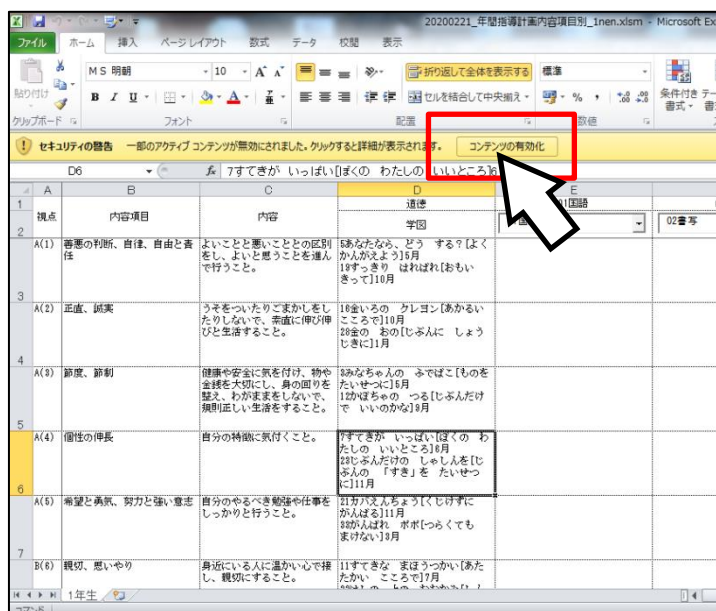 20200221_年間指導計画内容項目別_1nen.xlsm - Microsoft Ex
ファイル ホーム 挿入 ページ レイアウト 数式 データ 校閲 表示
ＭＳ 明朝 10 折り返して全体を表示する 標準
貼り付け B I U セルを結合して中央揃え % 条件付き 書式
クリップボード フォント 配置 数値
セキュリティの警告 一部のアクティブ コンテンツが無効にされました。クリックすると詳細が表示されます。 コンテンツの有効化
D6 fx 7すてきが いっぱい[ぼくの わたしの いいところ]6
A B C D E
1 道徳 01国語
2 視点 内容項目 内容 学図 02書写
A(1) 善悪の判断、自律、自由と責 よいことと悪いこととの区別 5あなたなら、どう する？[よく
任 をし、よいと思うことを進ん かんがえよう]5月
で行うこと。 19すっきり はればれ[おもい
きって]10月
3
A(2) 正直、誠実 うそをついたりごまかしをし 18金いろの クレヨン[あかるい
たりしないで、素直に伸び伸 こころで]10月
びと生活すること。 28金の おの[じぶんに しょう
じきに]1月
4
A(3) 節度、節制 健康や安全に気を付け、物や 3みなちゃんの ふでばこ[ものを
金銭を大切にし、身の回りを たいせつに]5月
整え、わがままをしないで、 12かぼちゃの つる[じぶんだけ
規則正しい生活をすること。 で いいのかな]9月
5
A(4) 個性の伸長 自分の特徴に気付くこと。 7すてきが いっぱい[ぼくの わ
たしの いいところ]6月
23じぶんだけの しゃしんを[じ
ぶんの 「すき」を たいせつ
に]11月
6
A(5) 希望と勇気、努力と強い意志 自分のやるべき勉強や仕事を 21カバえんちょう[くじけずに
しっかりと行うこと。 がんばる]11月
33がんばれ ポポ[つらくても
まけない]3月
7
B(6) 親切、思いやり 身近にいる人に温かい心で接 11すてきな まほうつかい[あた
し、親切にすること。 たかい こころで]7月
1年生
コマンド